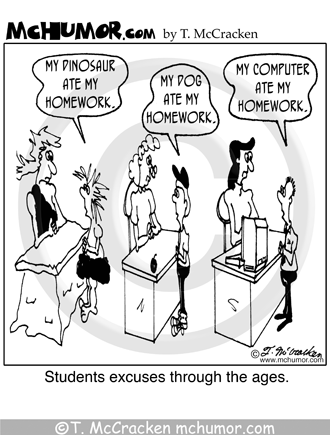 McHUMOR.com by T. McCracken
MY DINOSAUR
ATE MY
HOMEWORK.
MY DOG
ATE MY
HOMEWORK.
MY COMPUTER
ATE MY
HOMEWORK.
© T. McCracken
www.mchumor.com
Students excuses through the ages.
©T. McCracken mchumor.com